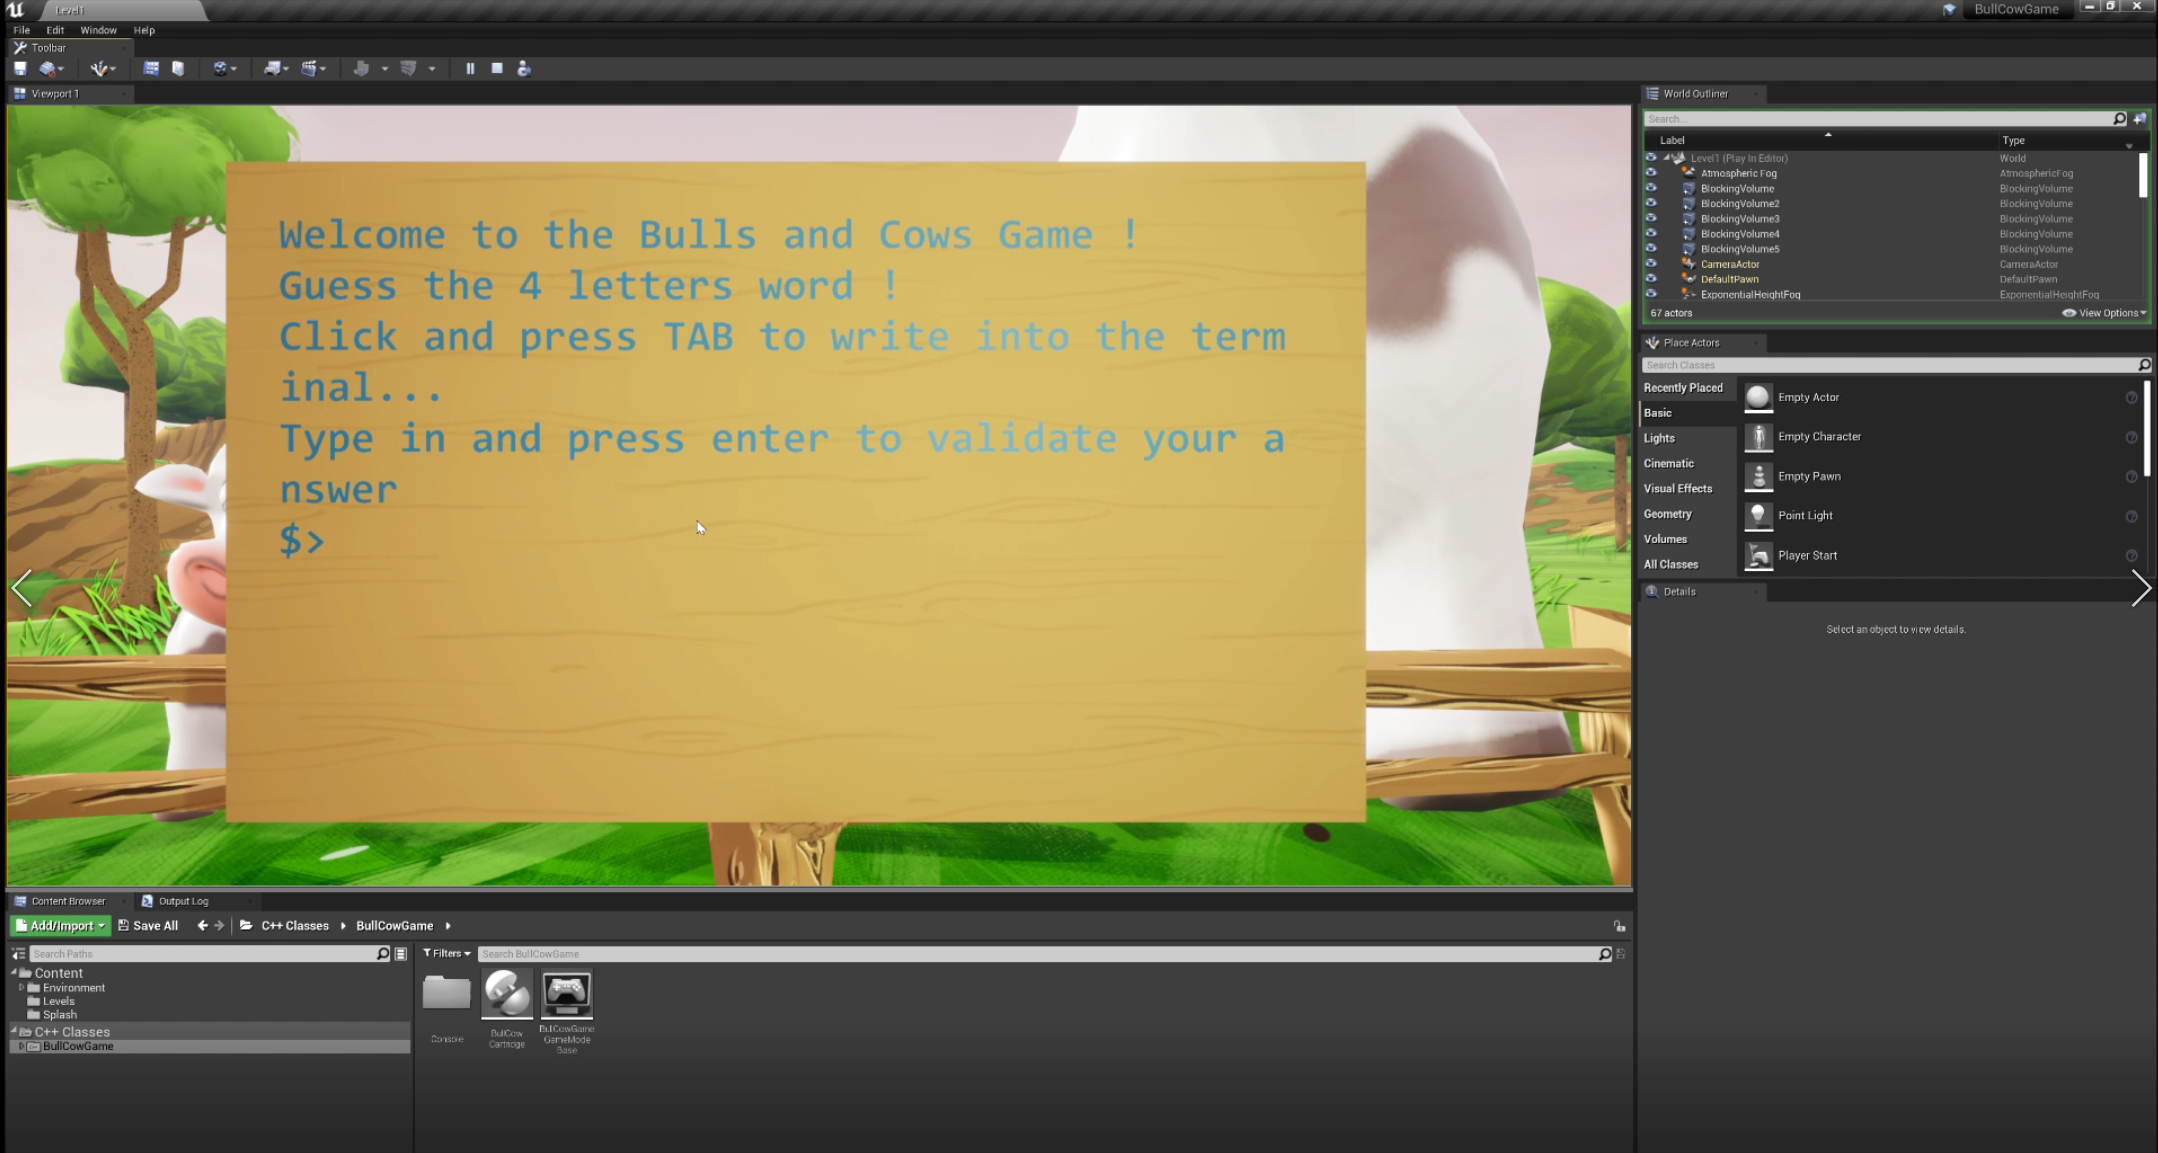 Level1
BullCowGame
File Edit Window Help
Toolbar
Viewport 1
Welcome to the Bulls and Cows Game !
Guess the 4 letters word !
Click and press TAB to write into the term
inal...
Type in and press enter to validate your a
nswer
$>
World Outliner
Search...
Label Type
Level1 (Play In Editor) World
Atmospheric Fog AtmosphericFog
BlockingVolume BlockingVolume
BlockingVolume2 BlockingVolume
BlockingVolume3 BlockingVolume
BlockingVolume4 BlockingVolume
BlockingVolume5 BlockingVolume
CameraActor CameraActor
DefaultPawn DefaultPawn
ExponentialHeightFog ExponentialHeightFog
67 actors View Options
Place Actors
Search Classes
Recently Placed
Basic
Lights
Cinematic
Visual Effects
Geometry
Volumes
All Classes
Empty Actor
Empty Character
Empty Pawn
Point Light
Player Start
Details
Select an object to view details.
Content Browser Output Log
Add/Import Save All C++ Classes BullCowGame
Search Paths
Content
Environment
Levels
Splash
C++ Classes
BullCowGame
Filters Search BullCowGame
Console
BullCow
Cartridge
BullCowGame
GameMode
Base